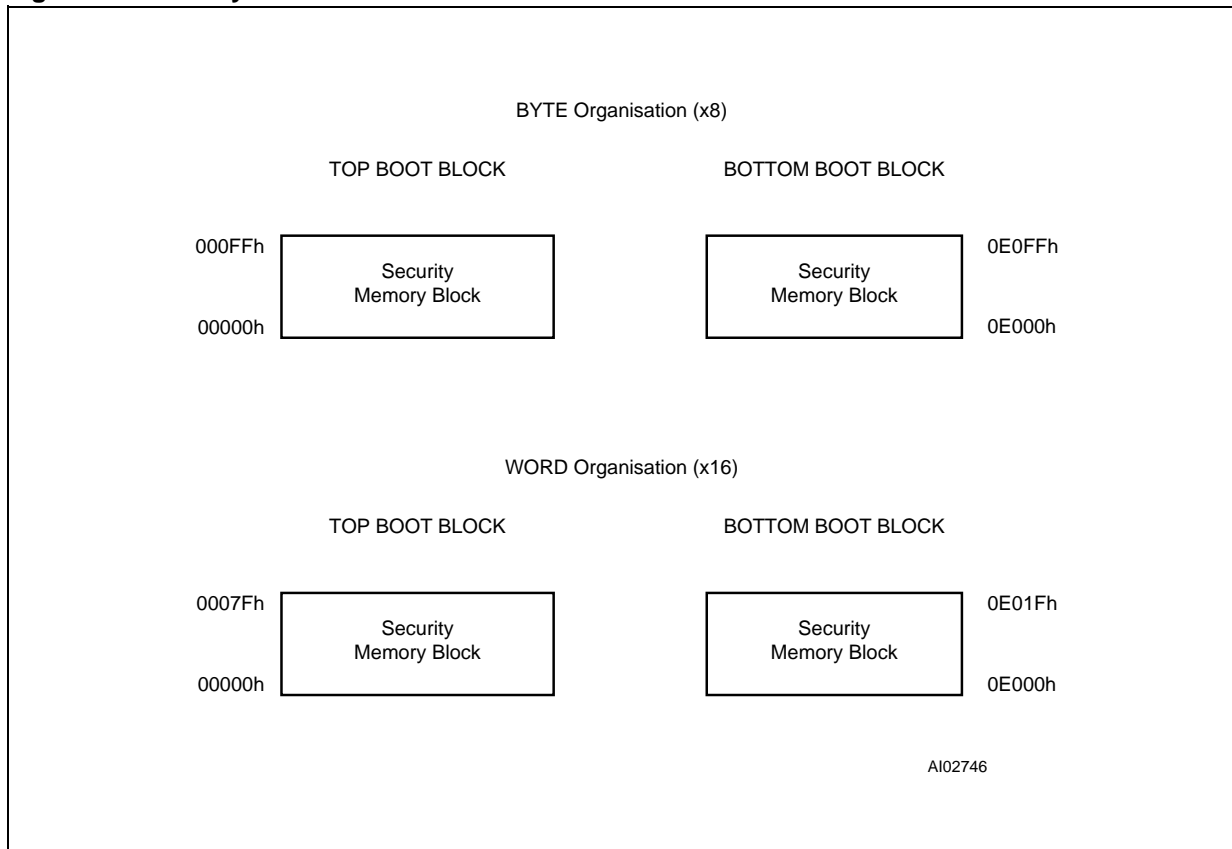 BYTE Organisation (x8)
TOP BOOT BLOCK
BOTTOM BOOT BLOCK
000FFh
Security
Memory Block
00000h
Security
Memory Block
0E0FFh
0E000h
WORD Organisation (x16)
TOP BOOT BLOCK
BOTTOM BOOT BLOCK
0007Fh
Security
Memory Block
00000h
Security
Memory Block
0E01Fh
0E000h
AI02746